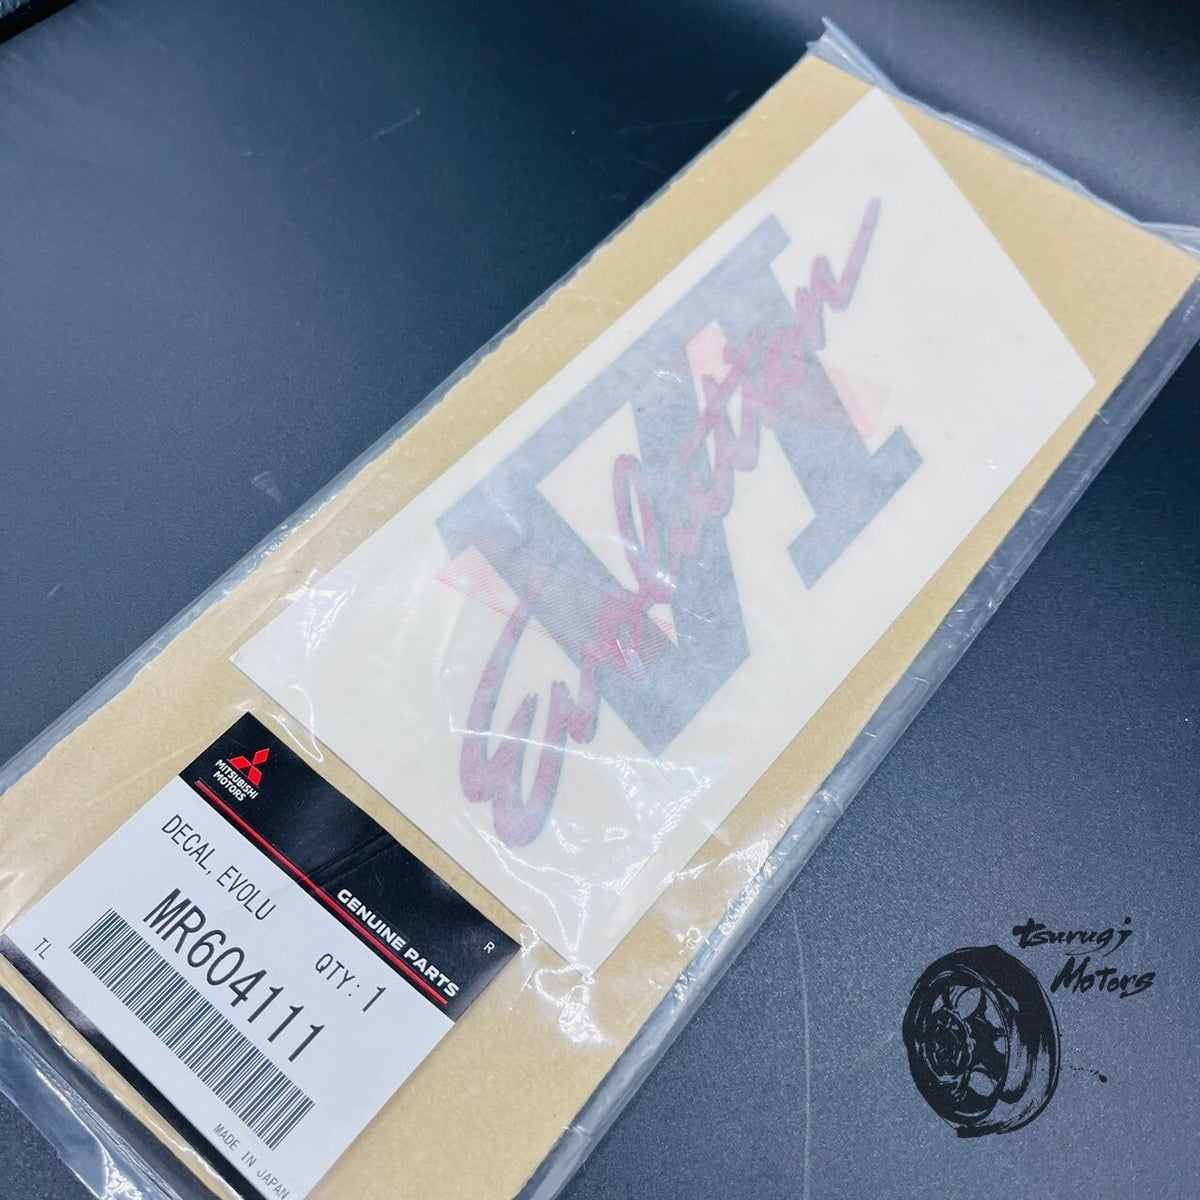 VI
Evolution
MITSUBISHI
MOTORS
GENUINE PARTS
DECAL, EVOLU
R
QTY: 1
MR604111
TL
MADE IN JAPAN
Tsurugi
Motors